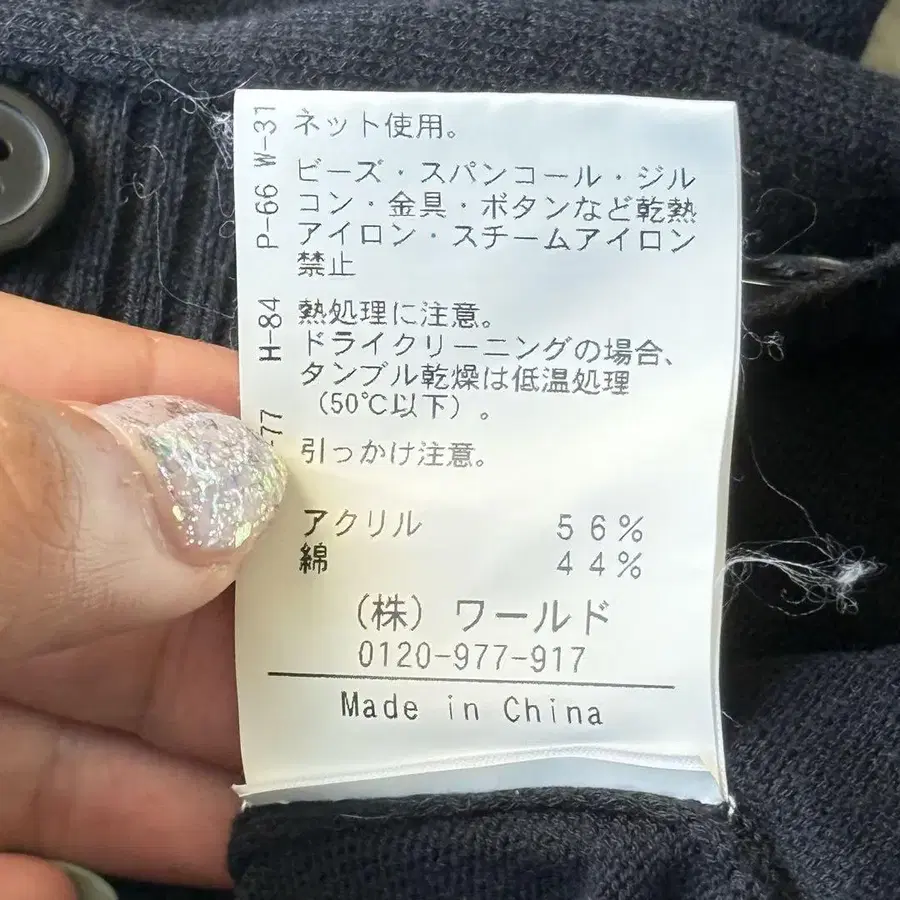 ネット使用。
ビーズ・スパンコール・ジル
コン・金具・ボタンなど乾熱
アイロン・スチームアイロン
禁止
熱処理に注意。
ドライクリーニングの場合、
タンブル乾燥は低温処理
（50℃以下）。
引っかけ注意。
アクリル 56%
綿 44%
（株）ワールド
0120-977-917
Made in China
W-31
P-66
H-84
-77